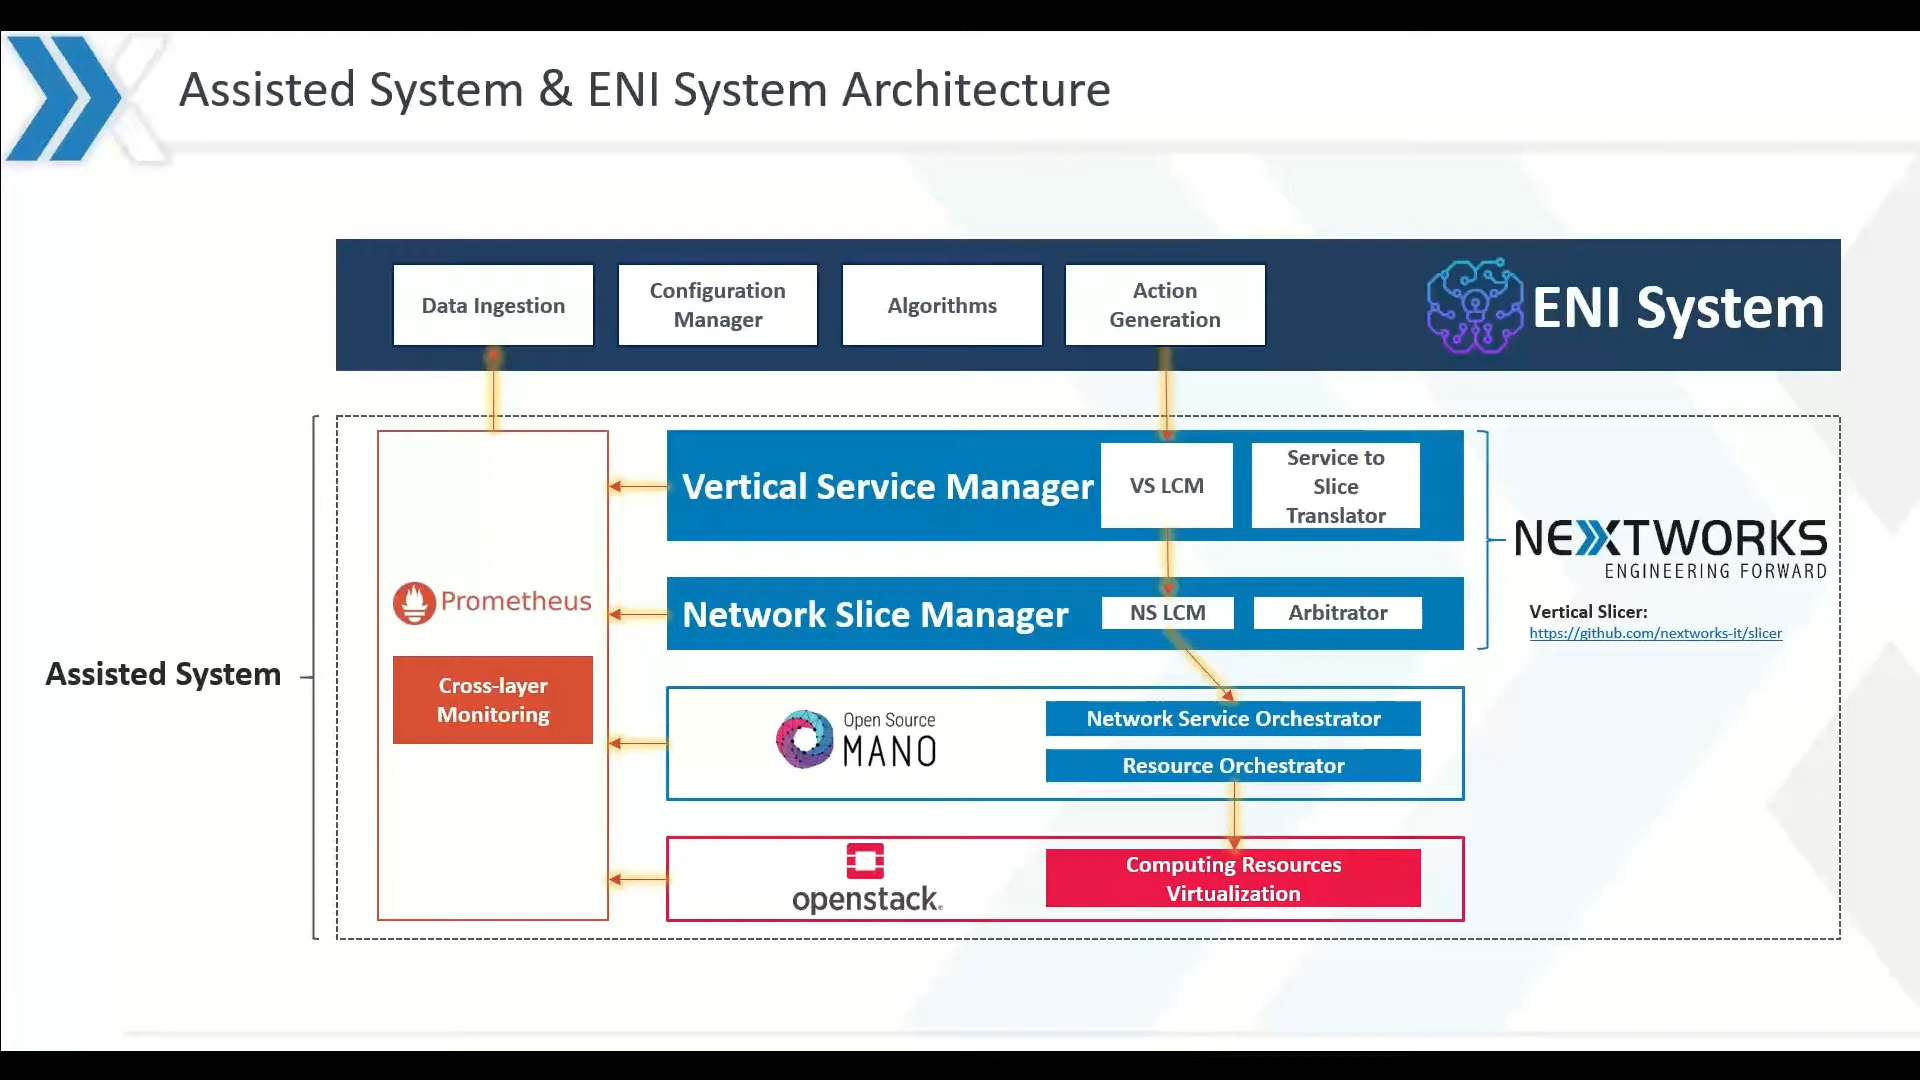 Assisted System & ENI System Architecture
Data Ingestion
Configuration
Manager
Algorithms
Action
Generation
ENI System
Vertical Service Manager
VS LCM
Service to
Slice
Translator
Network Slice Manager
NS LCM
Arbitrator
NEXTWORKS
ENGINEERING FORWARD
Vertical Slicer:
https://github.com/nextworks-it/slicer
Prometheus
Cross-layer
Monitoring
Assisted System
Open Source
MANO
Network Service Orchestrator
Resource Orchestrator
openstack.
Computing Resources
Virtualization